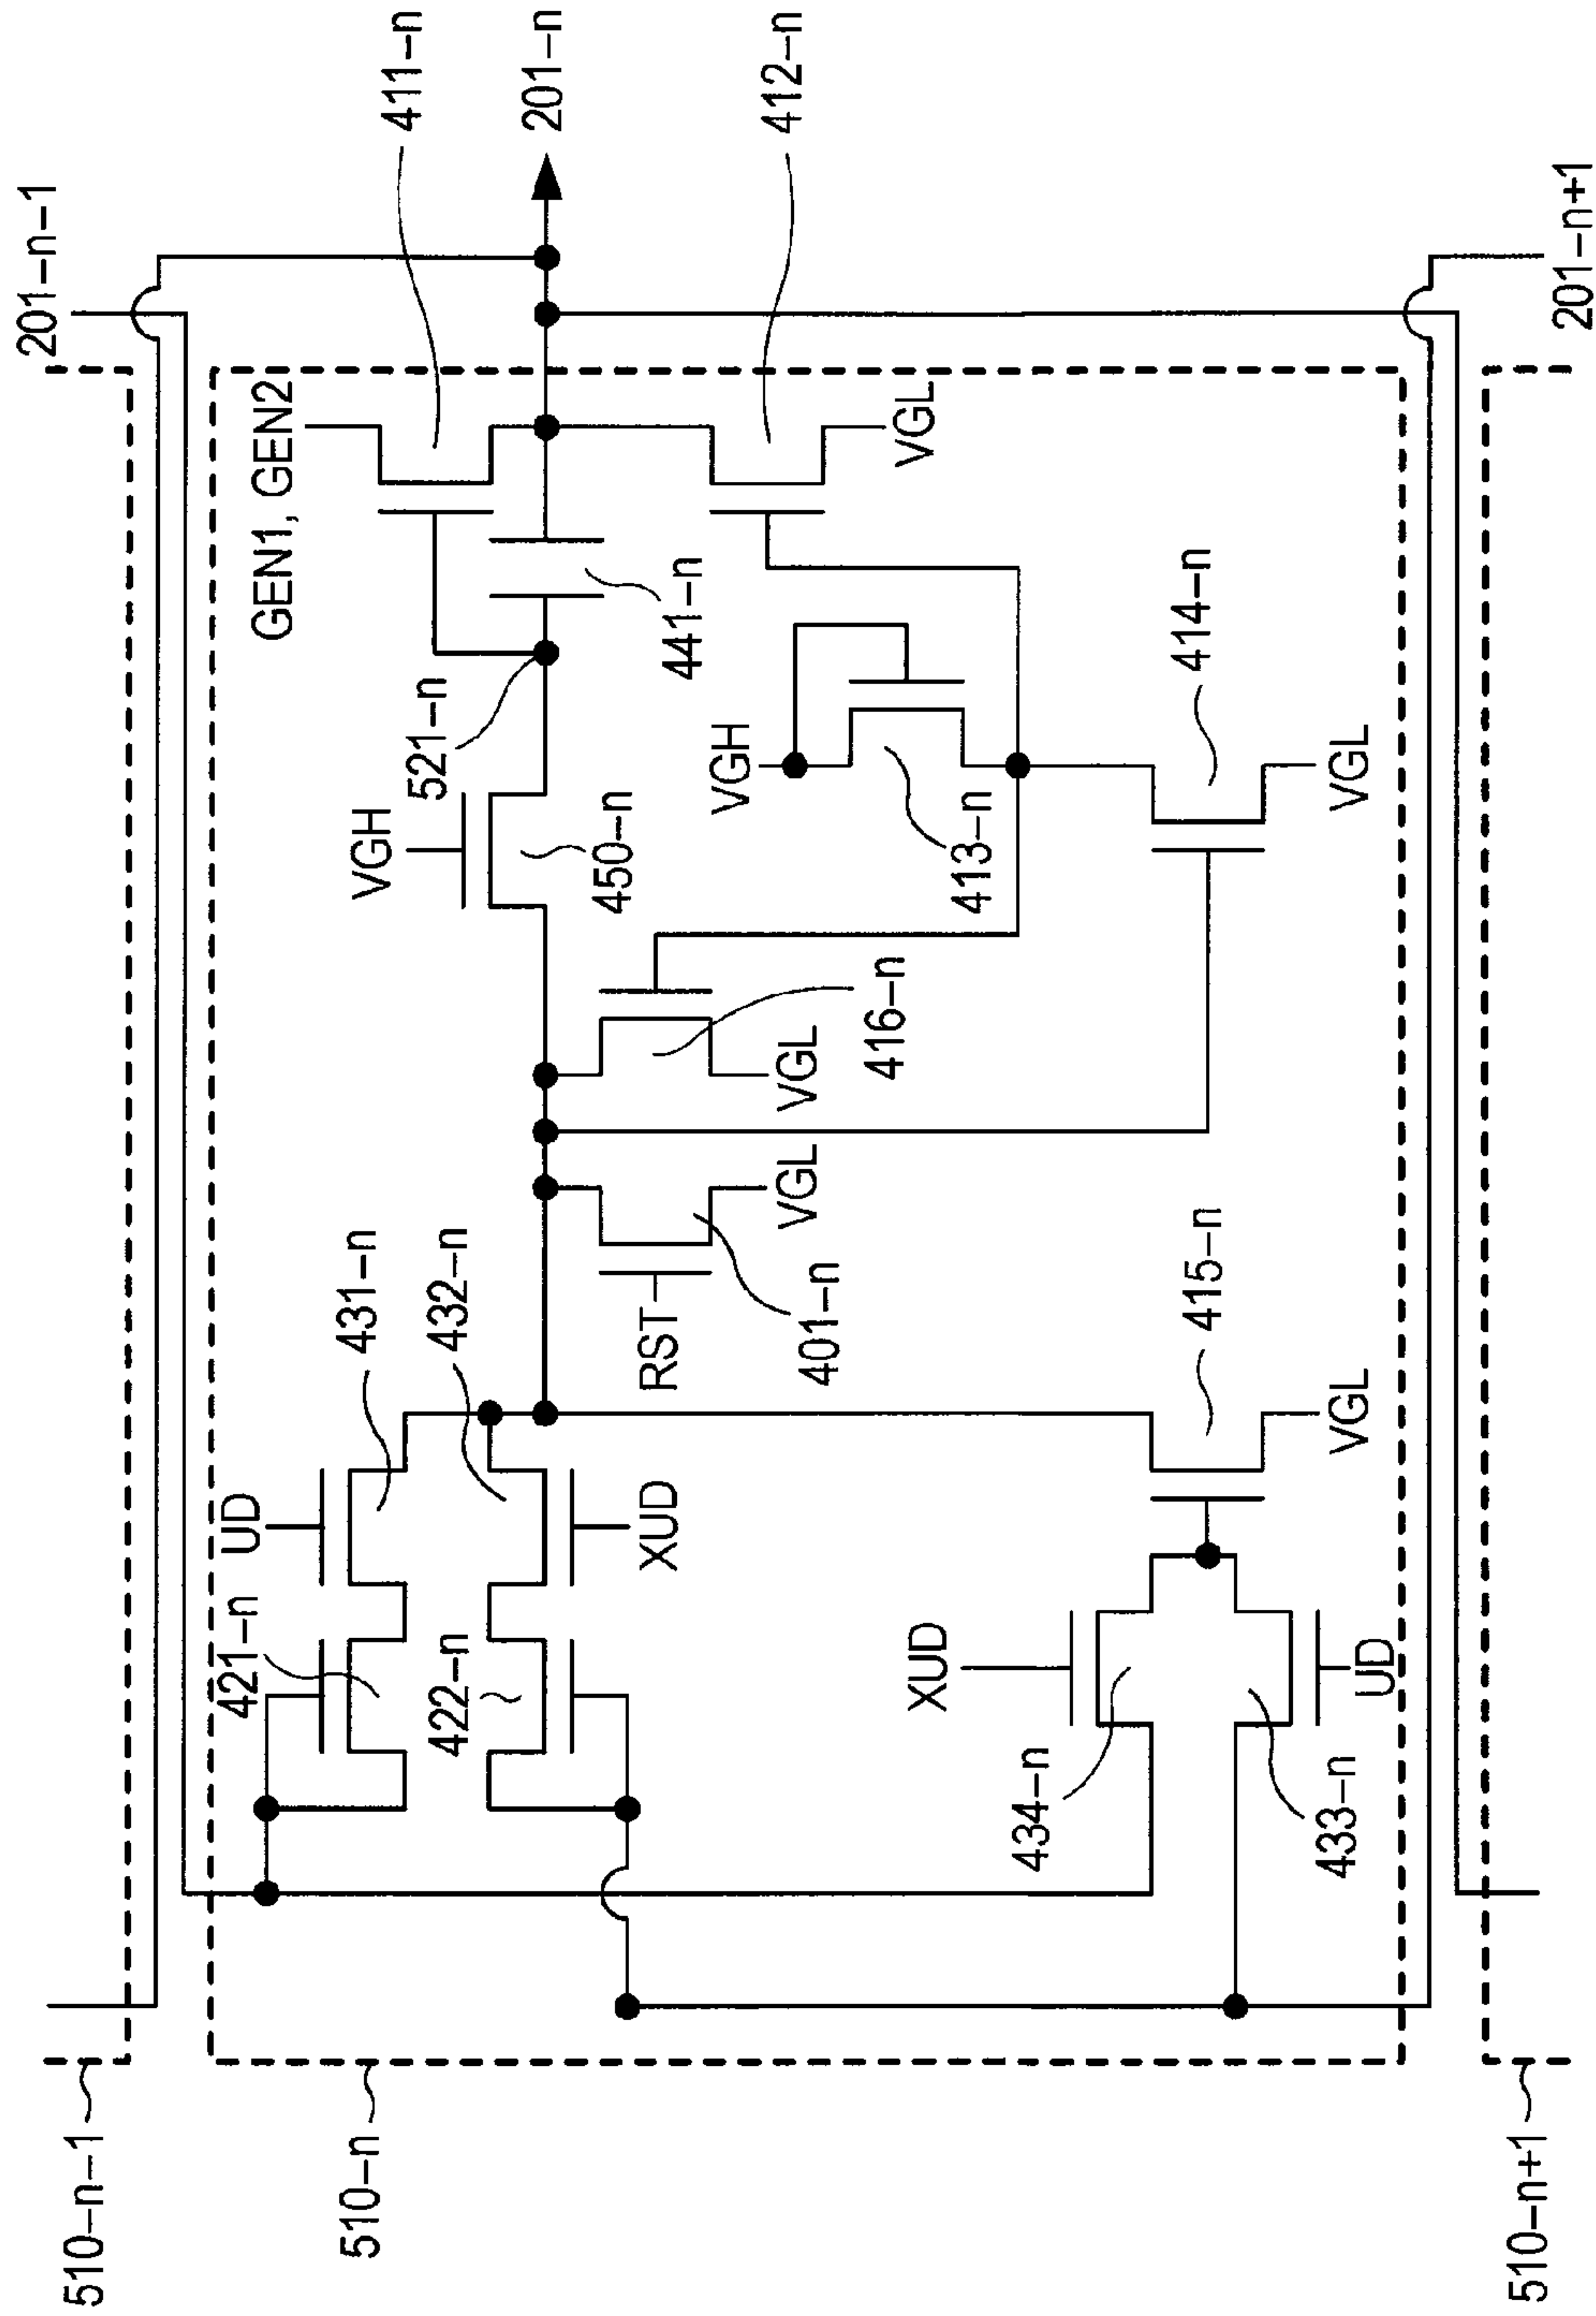 510–n–1
201–n–1
510–n
GEN1, GEN2
411–n
201–n
412–n
UD
421–n
431–n
422–n
432–n
XUD
RST
401–n
VGL
VGL
416–n
VGH
450–n
521–n
441–n
VGH
413–n
VGL
414–n
VGL
XUD
434–n
433–n
UD
415–n
VGL
510–n+1
201–n+1